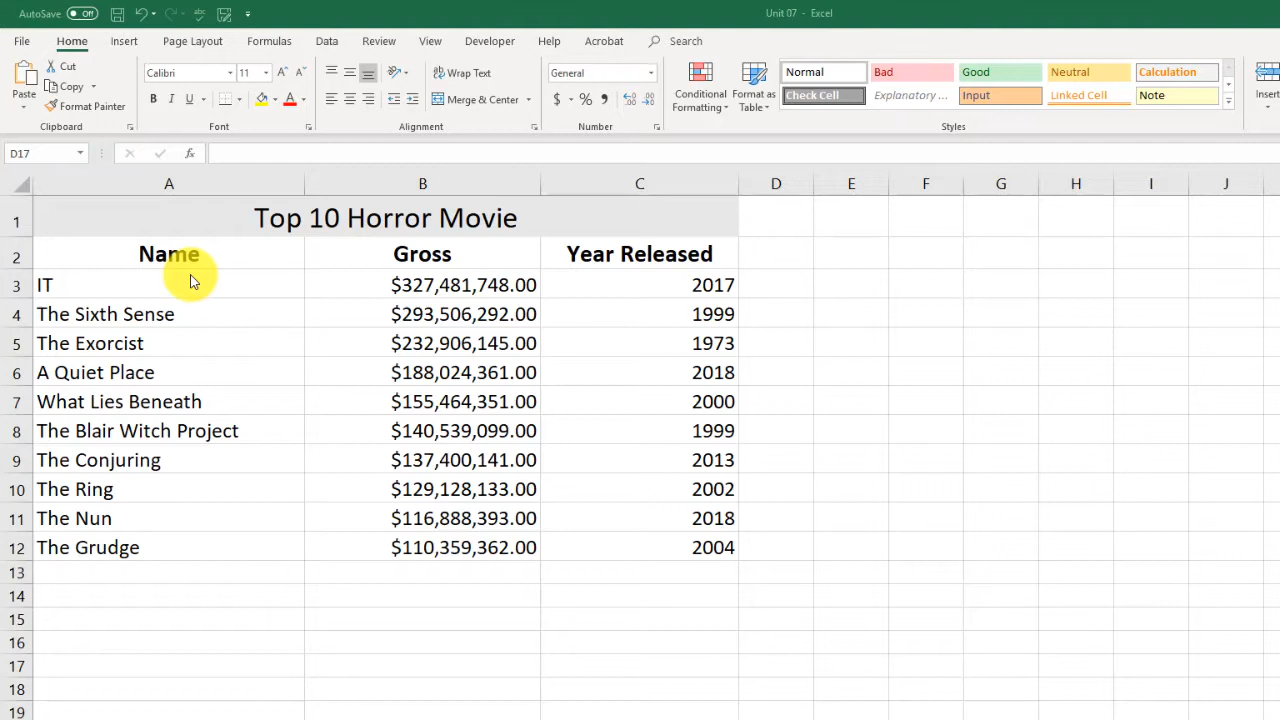 AutoSave Off Unit 07 - Excel
File Home Insert Page Layout Formulas Data Review View Developer Help Acrobat Search
Paste Cut Copy Format Painter Clipboard
Calibri 11 A A B I U A Font
ab Wrap Text Merge & Center Alignment
General $ % , Number
Conditional Formatting Format as Table
Normal Bad Good Neutral Calculation
Check Cell Explanatory ... Input Linked Cell Note
Styles
Insert
D17 fx
A B C D E F G H I J
1 Top 10 Horror Movie
2 Name Gross Year Released
3 IT $327,481,748.00 2017
4 The Sixth Sense $293,506,292.00 1999
5 The Exorcist $232,906,145.00 1973
6 A Quiet Place $188,024,361.00 2018
7 What Lies Beneath $155,464,351.00 2000
8 The Blair Witch Project $140,539,099.00 1999
9 The Conjuring $137,400,141.00 2013
10 The Ring $129,128,133.00 2002
11 The Nun $116,888,393.00 2018
12 The Grudge $110,359,362.00 2004
13
14
15
16
17
18
19